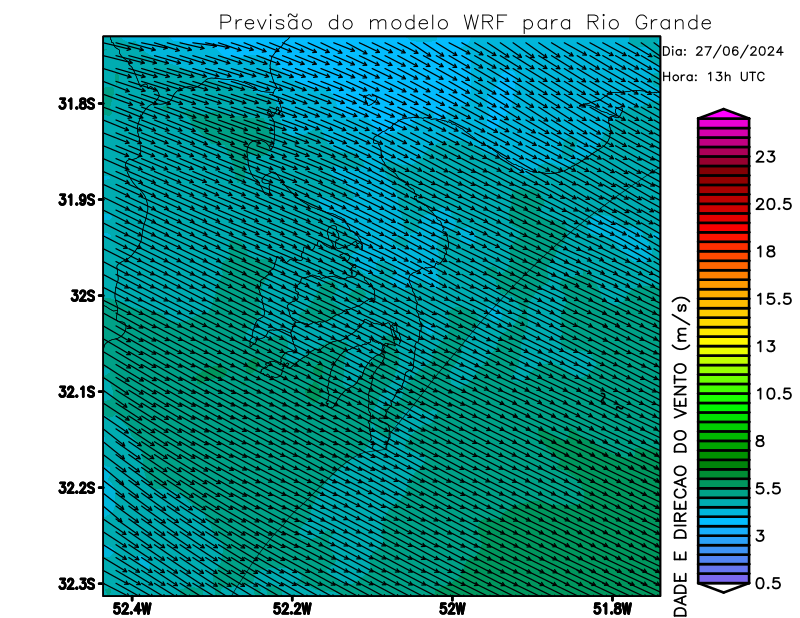 Previsão do modelo WRF para Rio Grande
Dia: 27/06/2024
Hora: 13h UTC
31.8S
31.9S
32S
32.1S
32.2S
32.3S
52.4W
52.2W
52W
51.8W
23
20.5
18
15.5
13
10.5
8
5.5
3
0.5
DADE E DIRECAO DO VENTO (m/s)